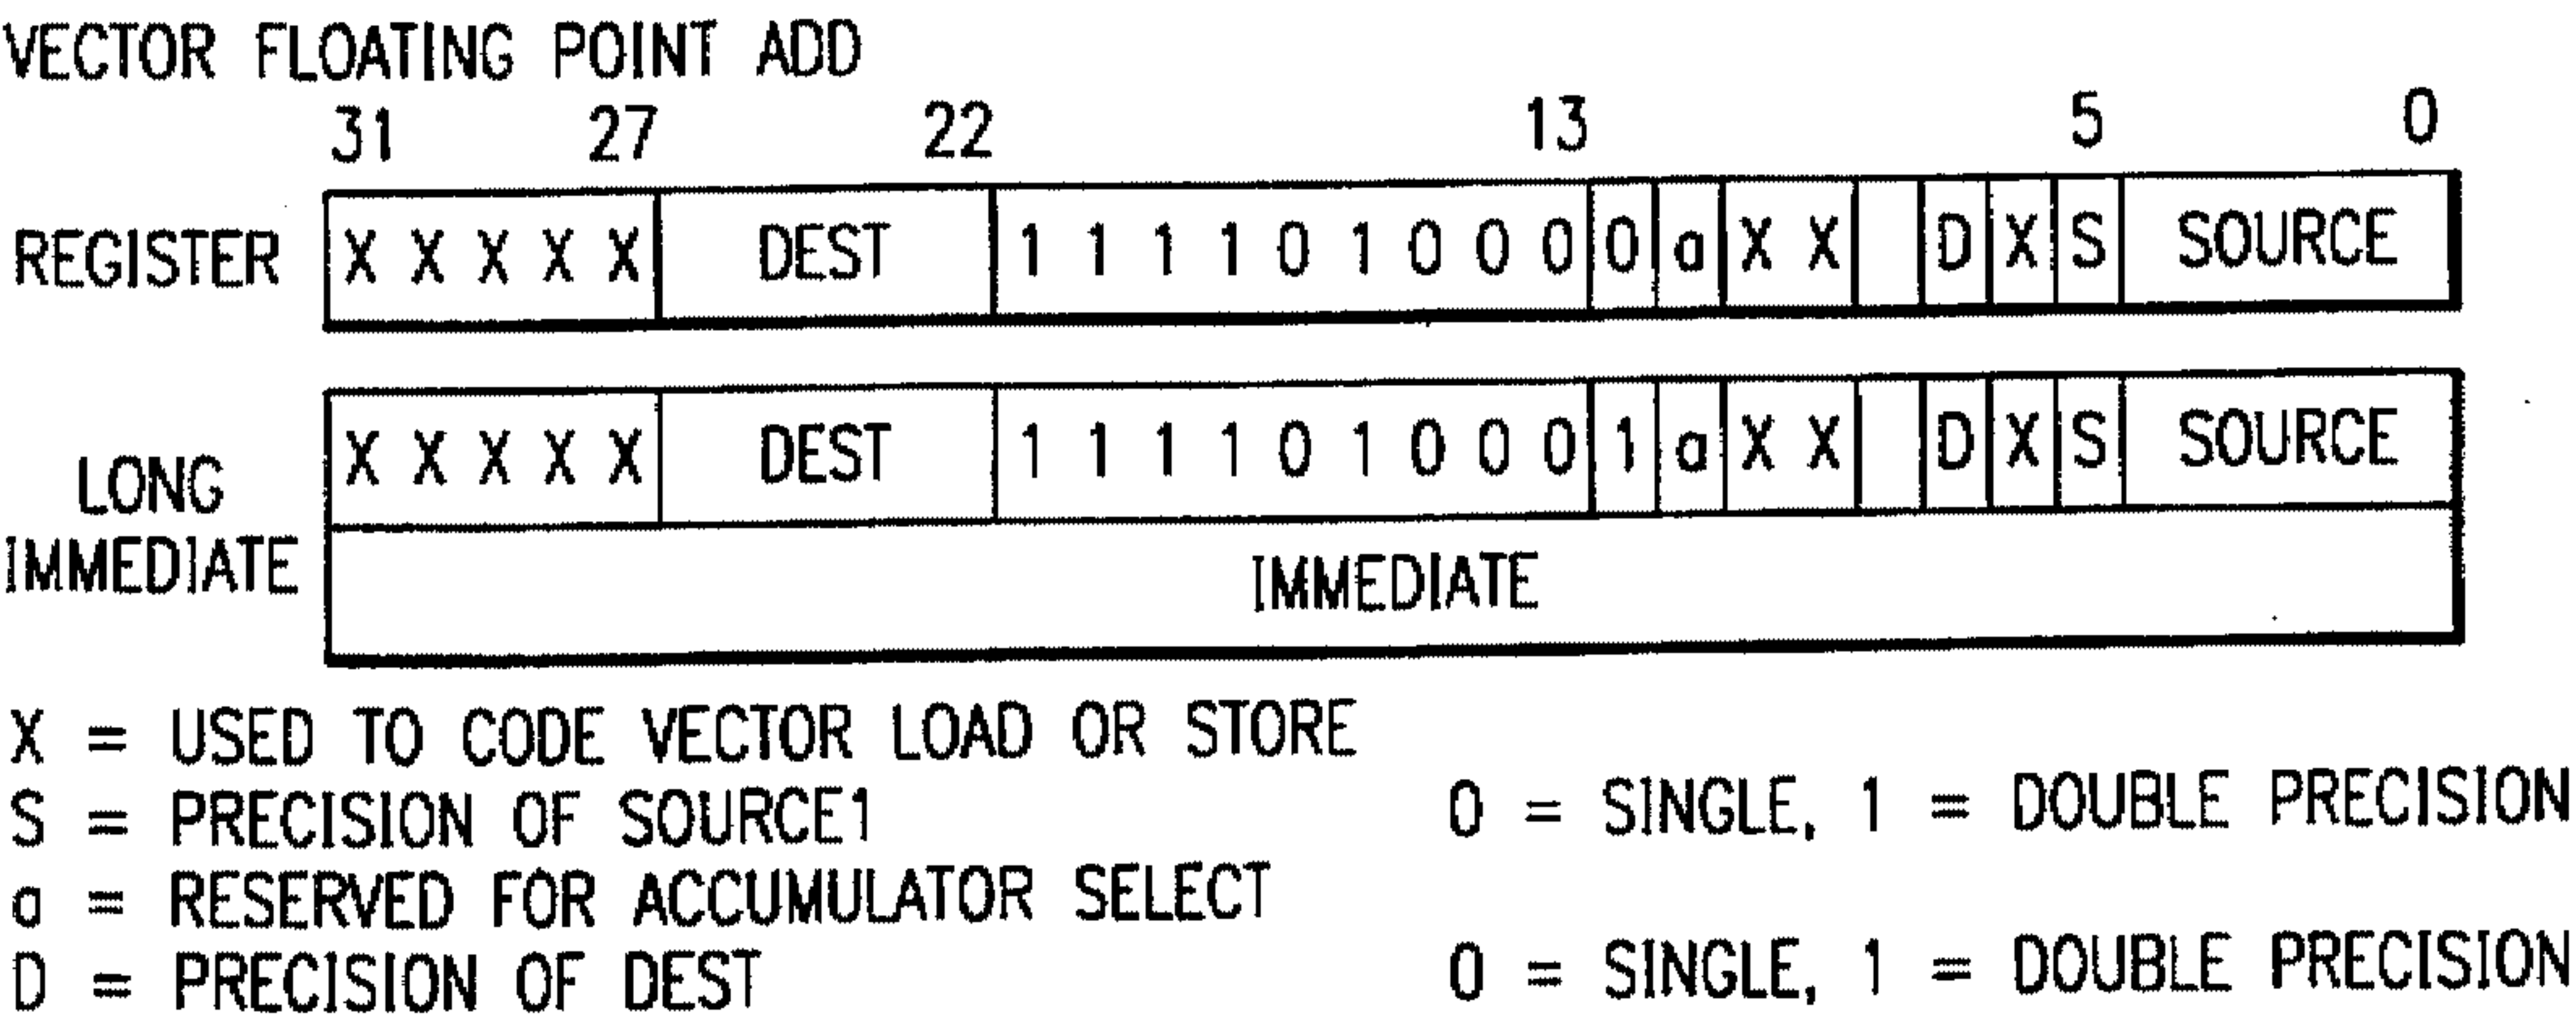 VECTOR FLOATING POINT ADD
31 27 22 13 5 0
REGISTER X X X X X DEST 1 1 1 1 0 1 0 0 0 0 a X X D X S SOURCE
LONG IMMEDIATE X X X X X DEST 1 1 1 1 0 1 0 0 0 1 a X X D X S SOURCE
IMMEDIATE
X = USED TO CODE VECTOR LOAD OR STORE
S = PRECISION OF SOURCE1 0 = SINGLE, 1 = DOUBLE PRECISION
a = RESERVED FOR ACCUMULATOR SELECT
D = PRECISION OF DEST 0 = SINGLE, 1 = DOUBLE PRECISION